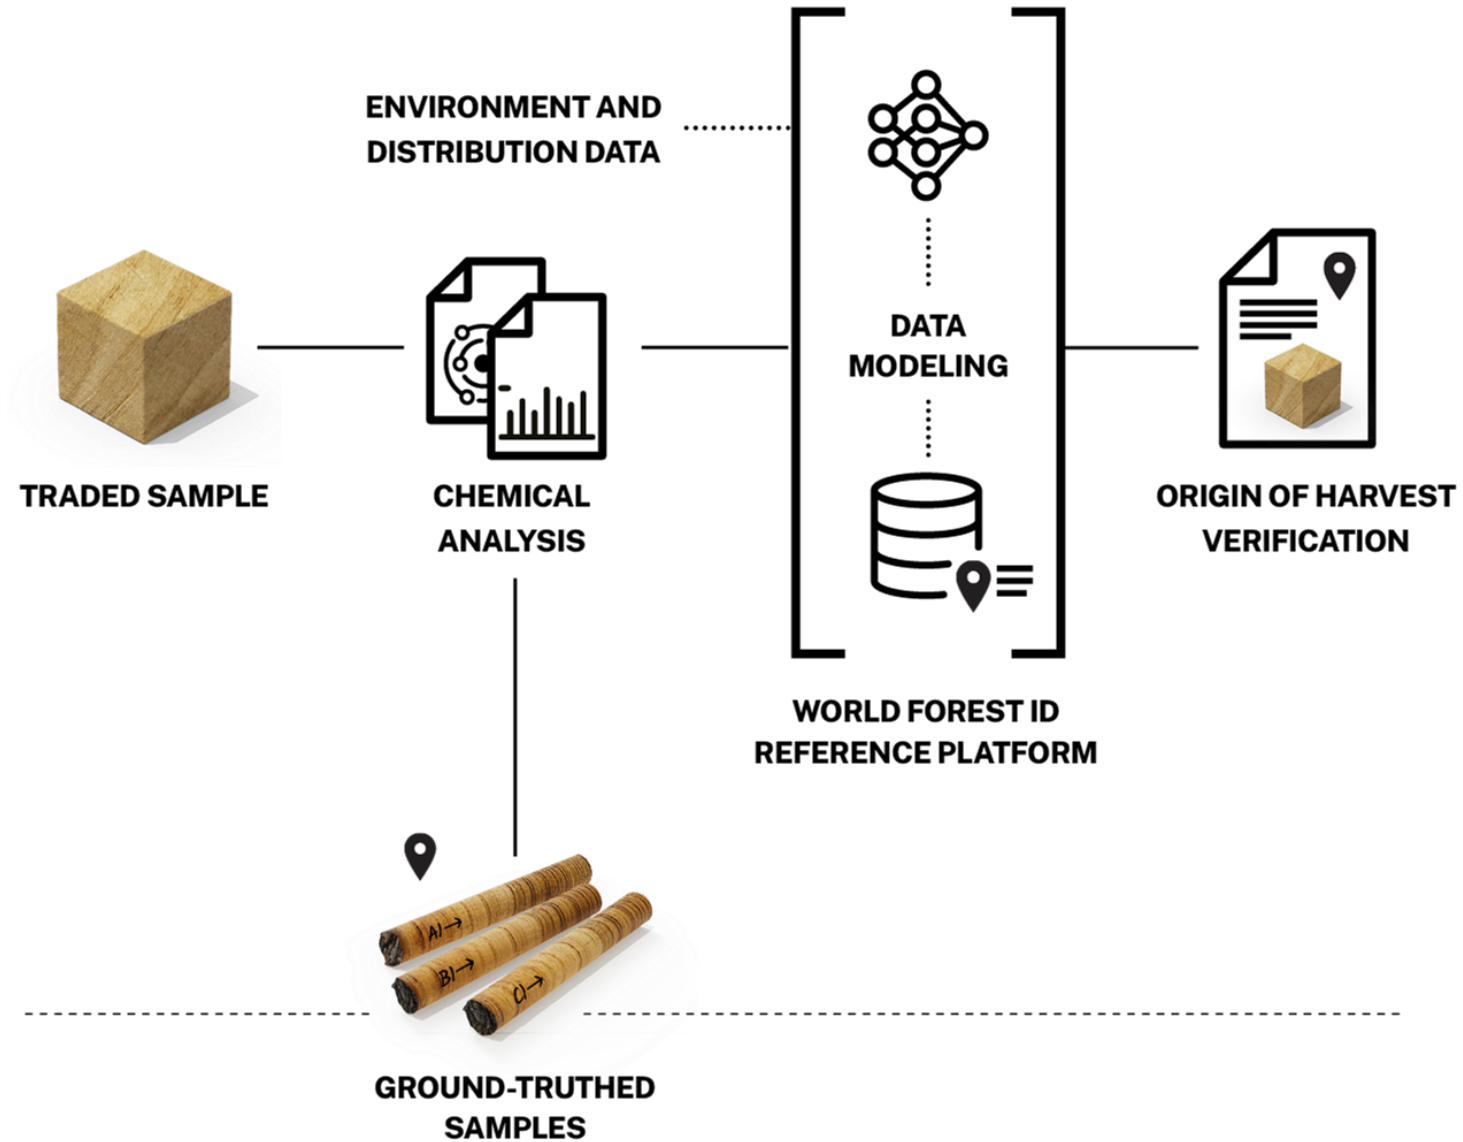 ENVIRONMENT AND
DISTRIBUTION DATA
DATA
MODELING
TRADED SAMPLE
CHEMICAL
ANALYSIS
ORIGIN OF HARVEST
VERIFICATION
WORLD FOREST ID
REFERENCE PLATFORM
A1→
B1→
C1→
GROUND-TRUTHED
SAMPLES